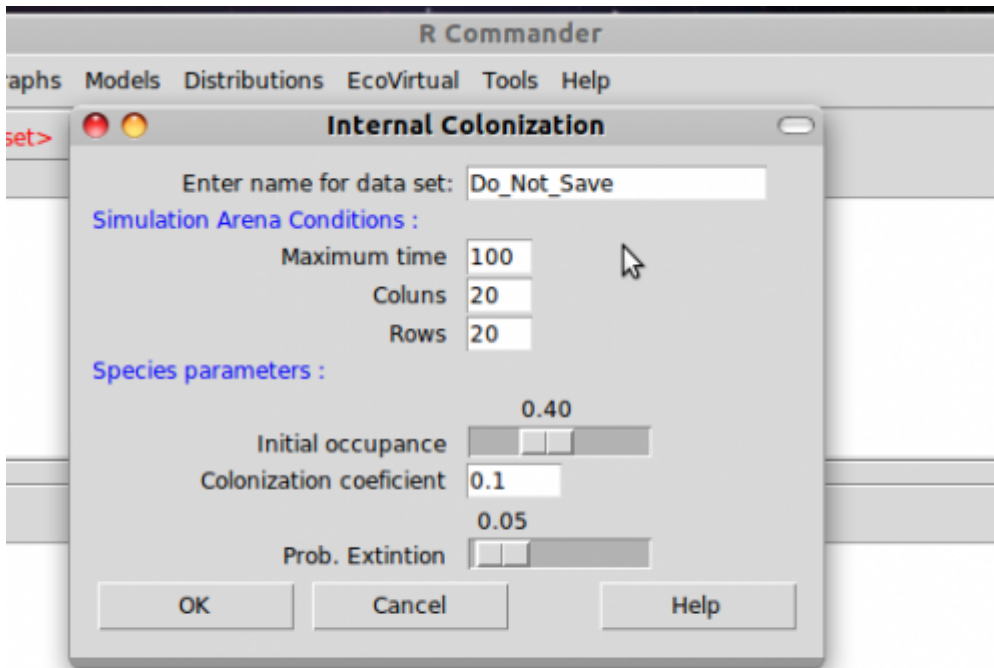 R Commander
raphs Models Distributions EcoVirtual Tools Help
set>
Internal Colonization
Enter name for data set: Do_Not_Save
Simulation Arena Conditions :
Maximum time 100
Coluns 20
Rows 20
Species parameters :
0.40
Initial occupance
Colonization coeficient 0.1
0.05
Prob. Extintion
OK Cancel Help